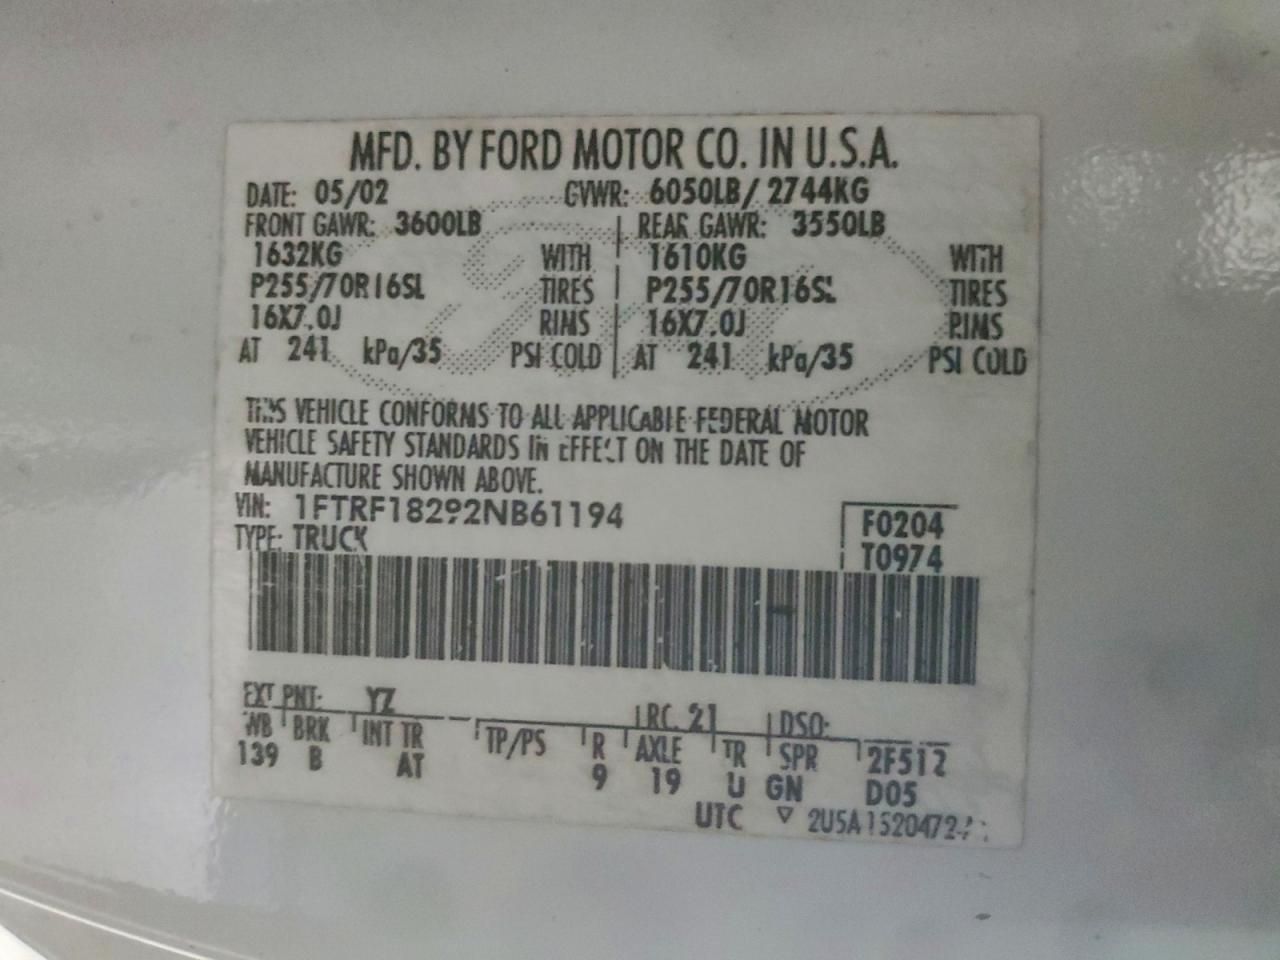 MFD. BY FORD MOTOR CO. IN U.S.A.
DATE: 05/02 GVWR: 6050LB/ 2744KG
FRONT GAWR: 3600LB REAR GAWR: 3550LB
1632KG WITH 1610KG WITH
P255/70R16SL TIRES P255/70R16SL TIRES
16X7.0J RIMS 16X7.0J RIMS
AT 241 kPa/35 PSI COLD AT 241 kPa/35 PSI COLD
THIS VEHICLE CONFORMS TO ALL APPLICABLE FEDERAL MOTOR
VEHICLE SAFETY STANDARDS IN EFFECT ON THE DATE OF
MANUFACTURE SHOWN ABOVE.
VIN: 1FTRF18292NB61194 F0204
TYPE: TRUCK T0974
EXT PNT: YZ RC: 21 DSO:
WB BRK INT TR TP/PS R AXLE TR SPR 2F512
139 B AT 9 19 U GN D05
UTC ▽